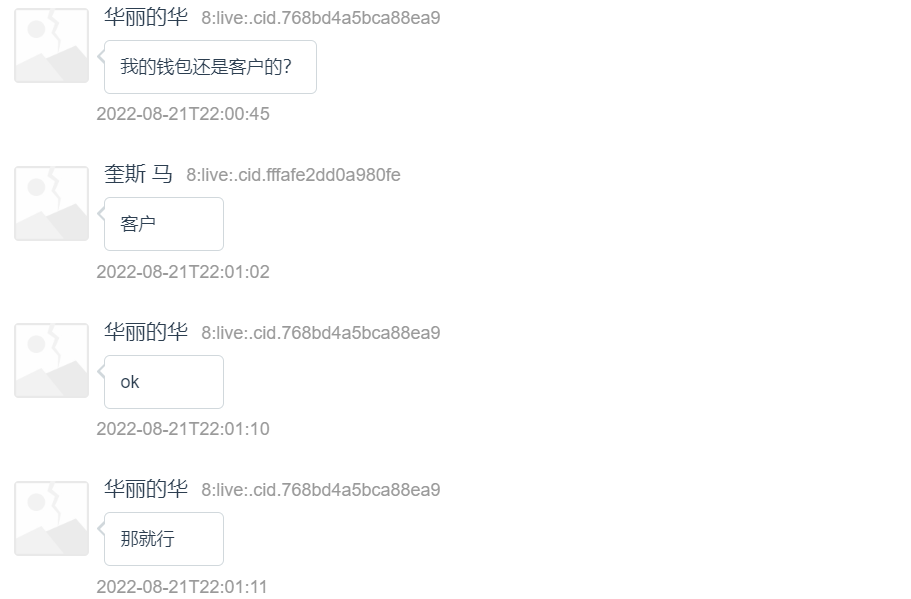 华丽的华 8:live:.cid.768bd4a5bca88ea9
我的钱包还是客户的？
2022-08-21T22:00:45
奎斯 马 8:live:.cid.fffafe2dd0a980fe
客户
2022-08-21T22:01:02
华丽的华 8:live:.cid.768bd4a5bca88ea9
ok
2022-08-21T22:01:10
华丽的华 8:live:.cid.768bd4a5bca88ea9
那就行
2022-08-21T22:01:11